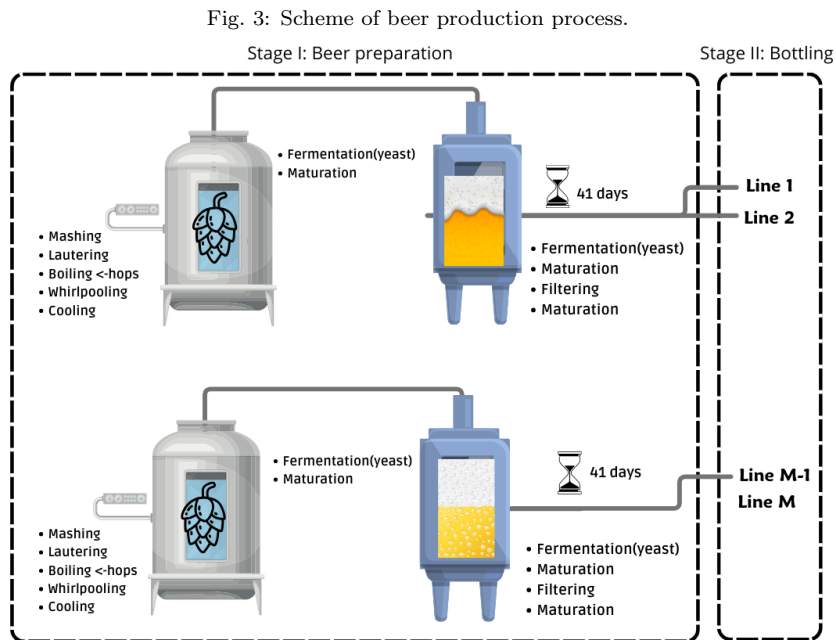 Fig. 3: Scheme of beer production process.
Stage I: Beer preparation
Stage II: Bottling
• Fermentation(yeast)
• Maturation
41 days
Line 1
Line 2
• Mashing
• Lautering
• Boiling <-hops
• Whirlpooling
• Cooling
• Fermentation(yeast)
• Maturation
• Filtering
• Maturation
• Fermentation(yeast)
• Maturation
41 days
Line M-1
Line M
• Mashing
• Lautering
• Boiling <-hops
• Whirlpooling
• Cooling
• Fermentation(yeast)
• Maturation
• Filtering
• Maturation